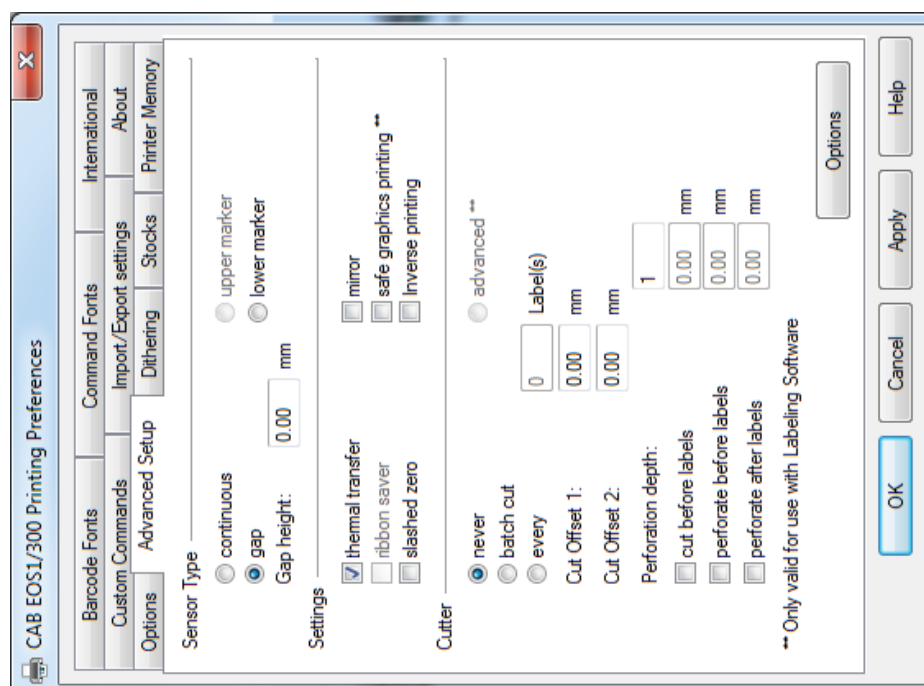 CAB EOS1/300 Printing Preferences
Barcode Fonts Command Fonts International
Custom Commands Import/Export settings About
Options Advanced Setup Dithering Stocks Printer Memory
Sensor Type
continuous upper marker
gap lower marker
Gap height: 0.00 mm
Settings
thermal transfer mirror
ribbon saver safe graphics printing **
slashed zero Inverse printing
Cutter
never advanced **
batch cut
every 0 Label(s)
Cut Offset 1: 0.00 mm
Cut Offset 2: 0.00 mm
Perforation depth: 1
cut before labels 0.00 mm
perforate before labels 0.00 mm
perforate after labels 0.00 mm
** Only valid for use with Labeling Software
Options
OK Cancel Apply Help